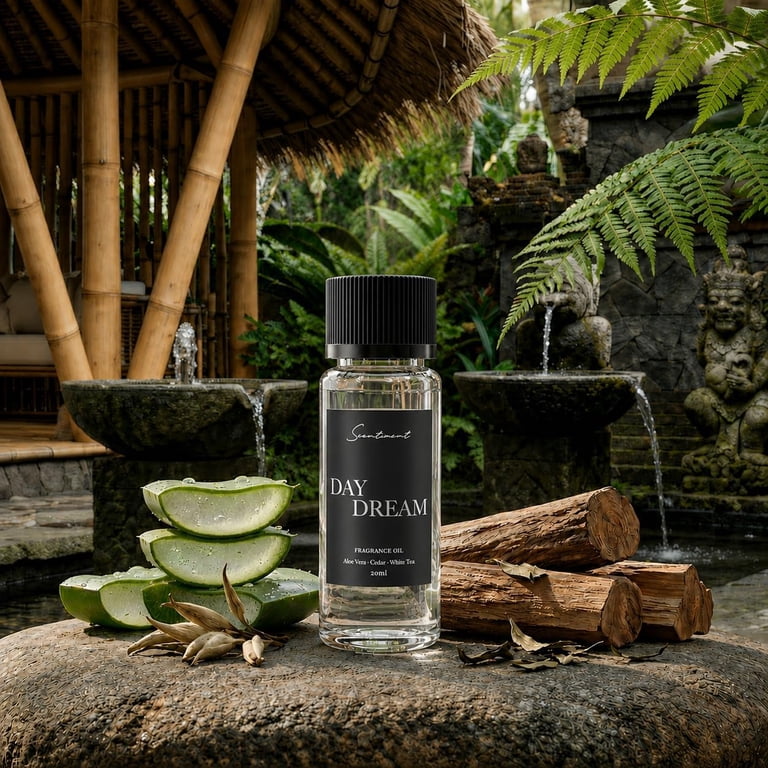 Scentiment
DAY
DREAM
FRAGRANCE OIL
Aloe Vera · Cedar · White Tea
20ml